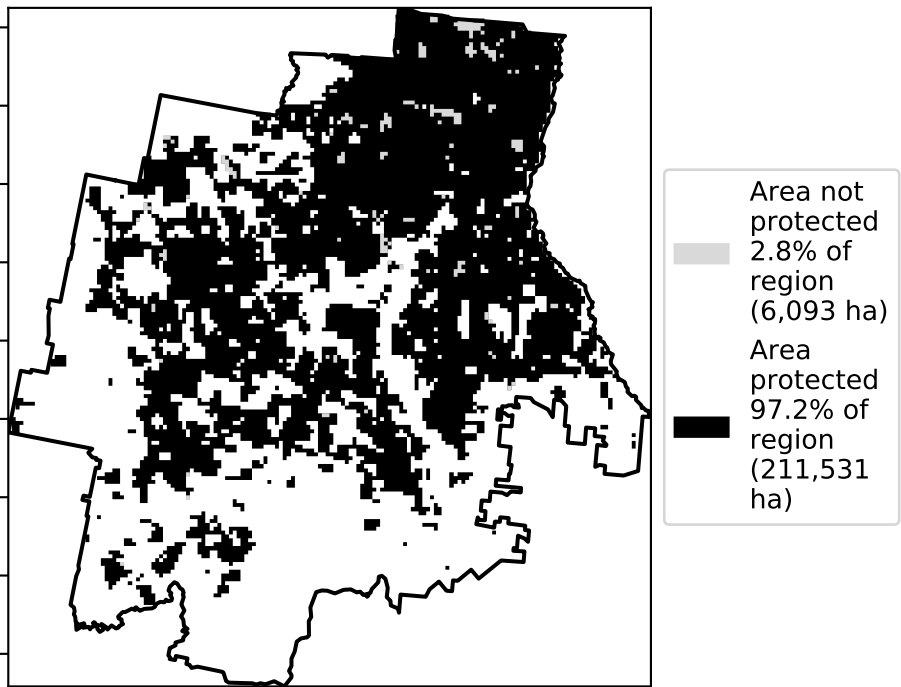 Area not
protected
2.8% of
region
(6,093 ha)
Area
protected
97.2% of
region
(211,531
ha)